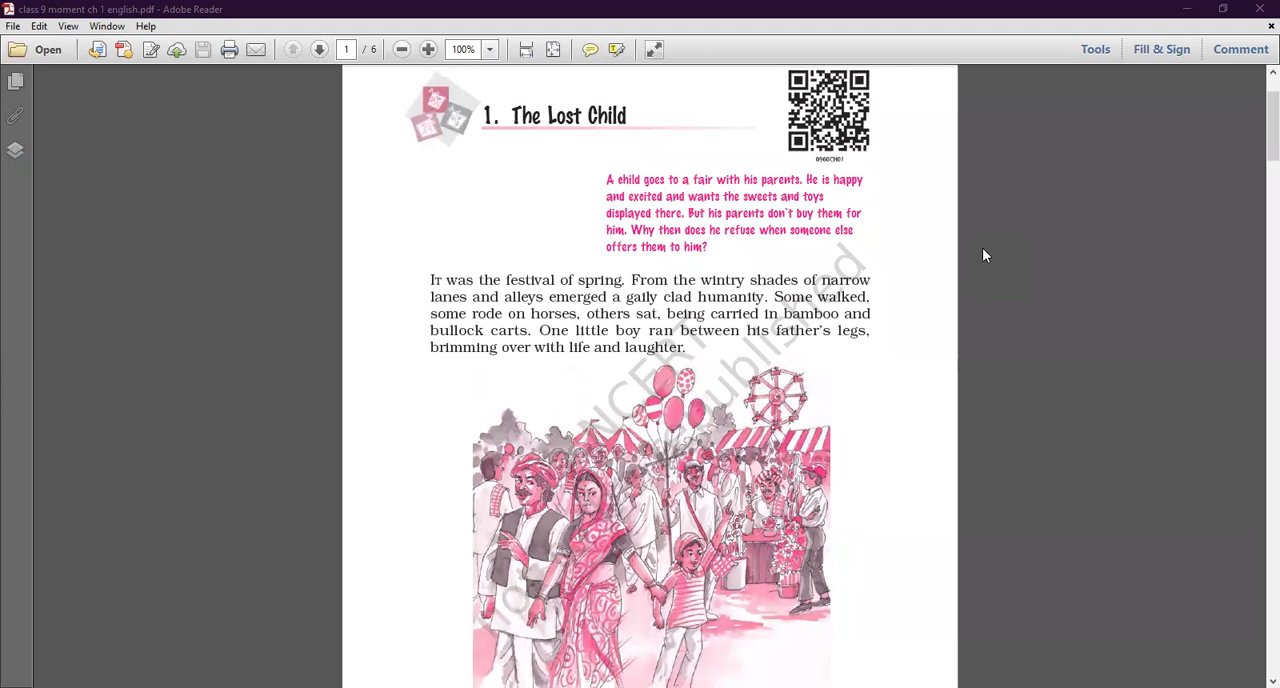 class 9 moment ch 1 english.pdf - Adobe Reader
File Edit View Window Help
Open 1 / 6 100% Tools Fill & Sign Comment
1. The Lost Child
0960CH01
A child goes to a fair with his parents. He is happy
and excited and wants the sweets and toys
displayed there. But his parents don`t buy them for
him. Why then does he refuse when someone else
offers them to him?
IT was the festival of spring. From the wintry shades of narrow
lanes and alleys emerged a gaily clad humanity. Some walked,
some rode on horses, others sat, being carried in bamboo and
bullock carts. One little boy ran between his father's legs,
brimming over with life and laughter.
NCERT
published